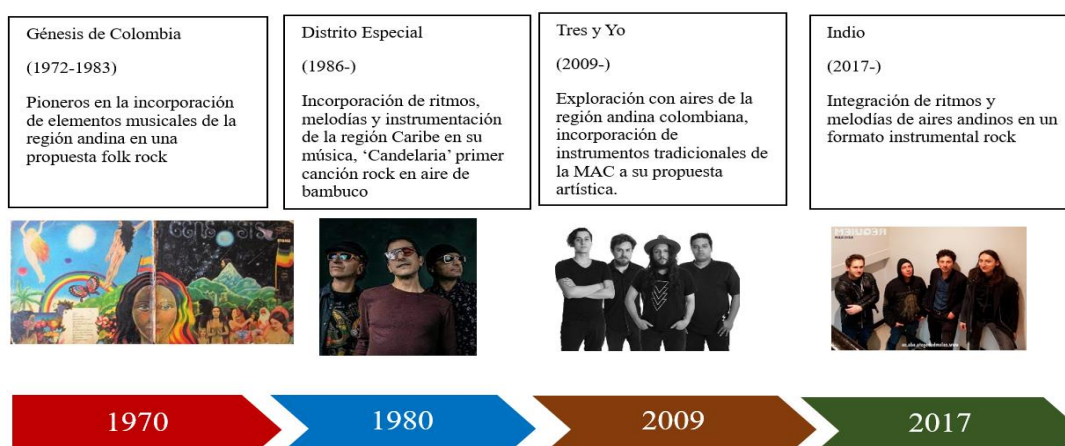 Génesis de Colombia
(1972-1983)
Pioneros en la incorporación
de elementos musicales de la
región andina en una
propuesta folk rock
Distrito Especial
(1986-)
Incorporación de ritmos,
melodías y instrumentación
de la región Caribe en su
música, ‘Candelaria’ primer
canción rock en aire de
bambuco
Tres y Yo
(2009-)
Exploración con aires de la
región andina colombiana,
incorporación de
instrumentos tradicionales de
la MAC a su propuesta
artística.
Indio
(2017-)
Integración de ritmos y
melodías de aires andinos en un
formato instrumental rock
GENESIS
REQUIEM
1970
1980
2009
2017